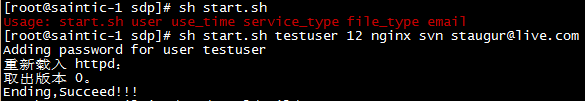 [root@saintic-1 sdp]# sh start.sh
Usage: start.sh user use_time service_type file_type email
[root@saintic-1 sdp]# sh start.sh testuser 12 nginx svn staugur@live.com
Adding password for user testuser
重新载入 httpd：
取出版本 0。
Ending,Succeed!!!